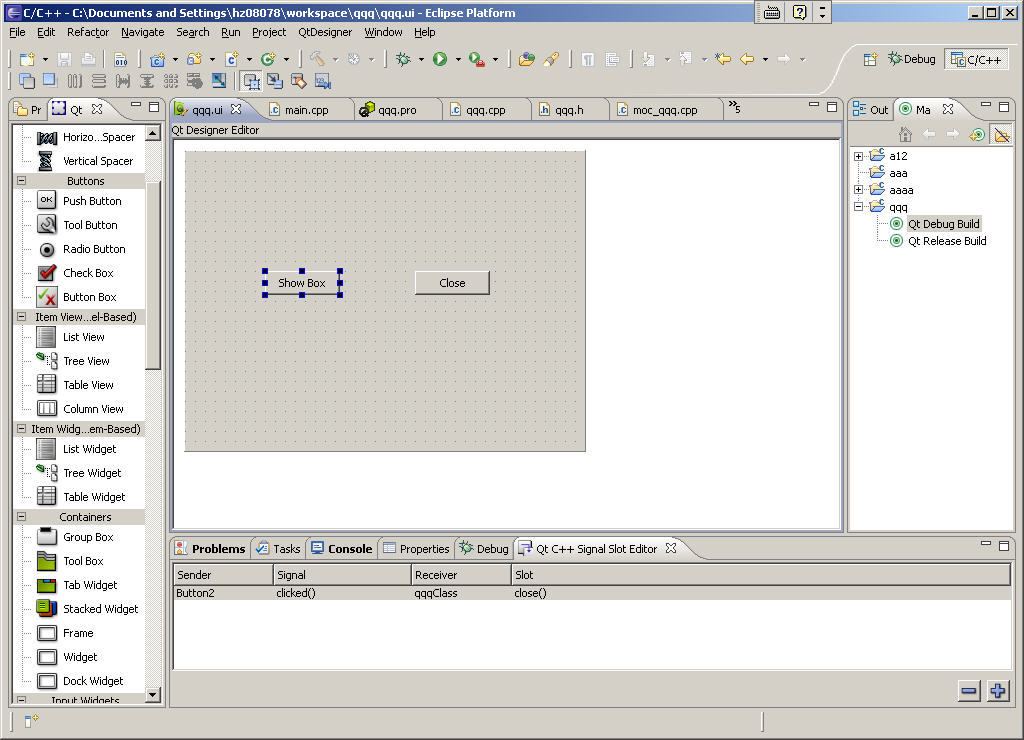 C/C++ - C:\Documents and Settings\hz08078\workspace\qqq\qqq.ui - Eclipse Platform
File Edit Refactor Navigate Search Run Project QtDesigner Window Help
Debug C/C++
Pr Qt
Horizo...Spacer
Vertical Spacer
Buttons
Push Button
Tool Button
Radio Button
Check Box
Button Box
Item View...el-Based)
List View
Tree View
Table View
Column View
Item Widg...em-Based)
List Widget
Tree Widget
Table Widget
Containers
Group Box
Tool Box
Tab Widget
Stacked Widget
Frame
Widget
Dock Widget
Input Widgets
qqq.ui main.cpp qqq.pro qqq.cpp qqq.h moc_qqq.cpp »5
Qt Designer Editor
Show Box Close
Out Ma
a12
aaa
aaaa
qqq
Qt Debug Build
Qt Release Build
Problems Tasks Console Properties Debug Qt C++ Signal Slot Editor
Sender Signal Receiver Slot
Button2 clicked() qqqClass close()